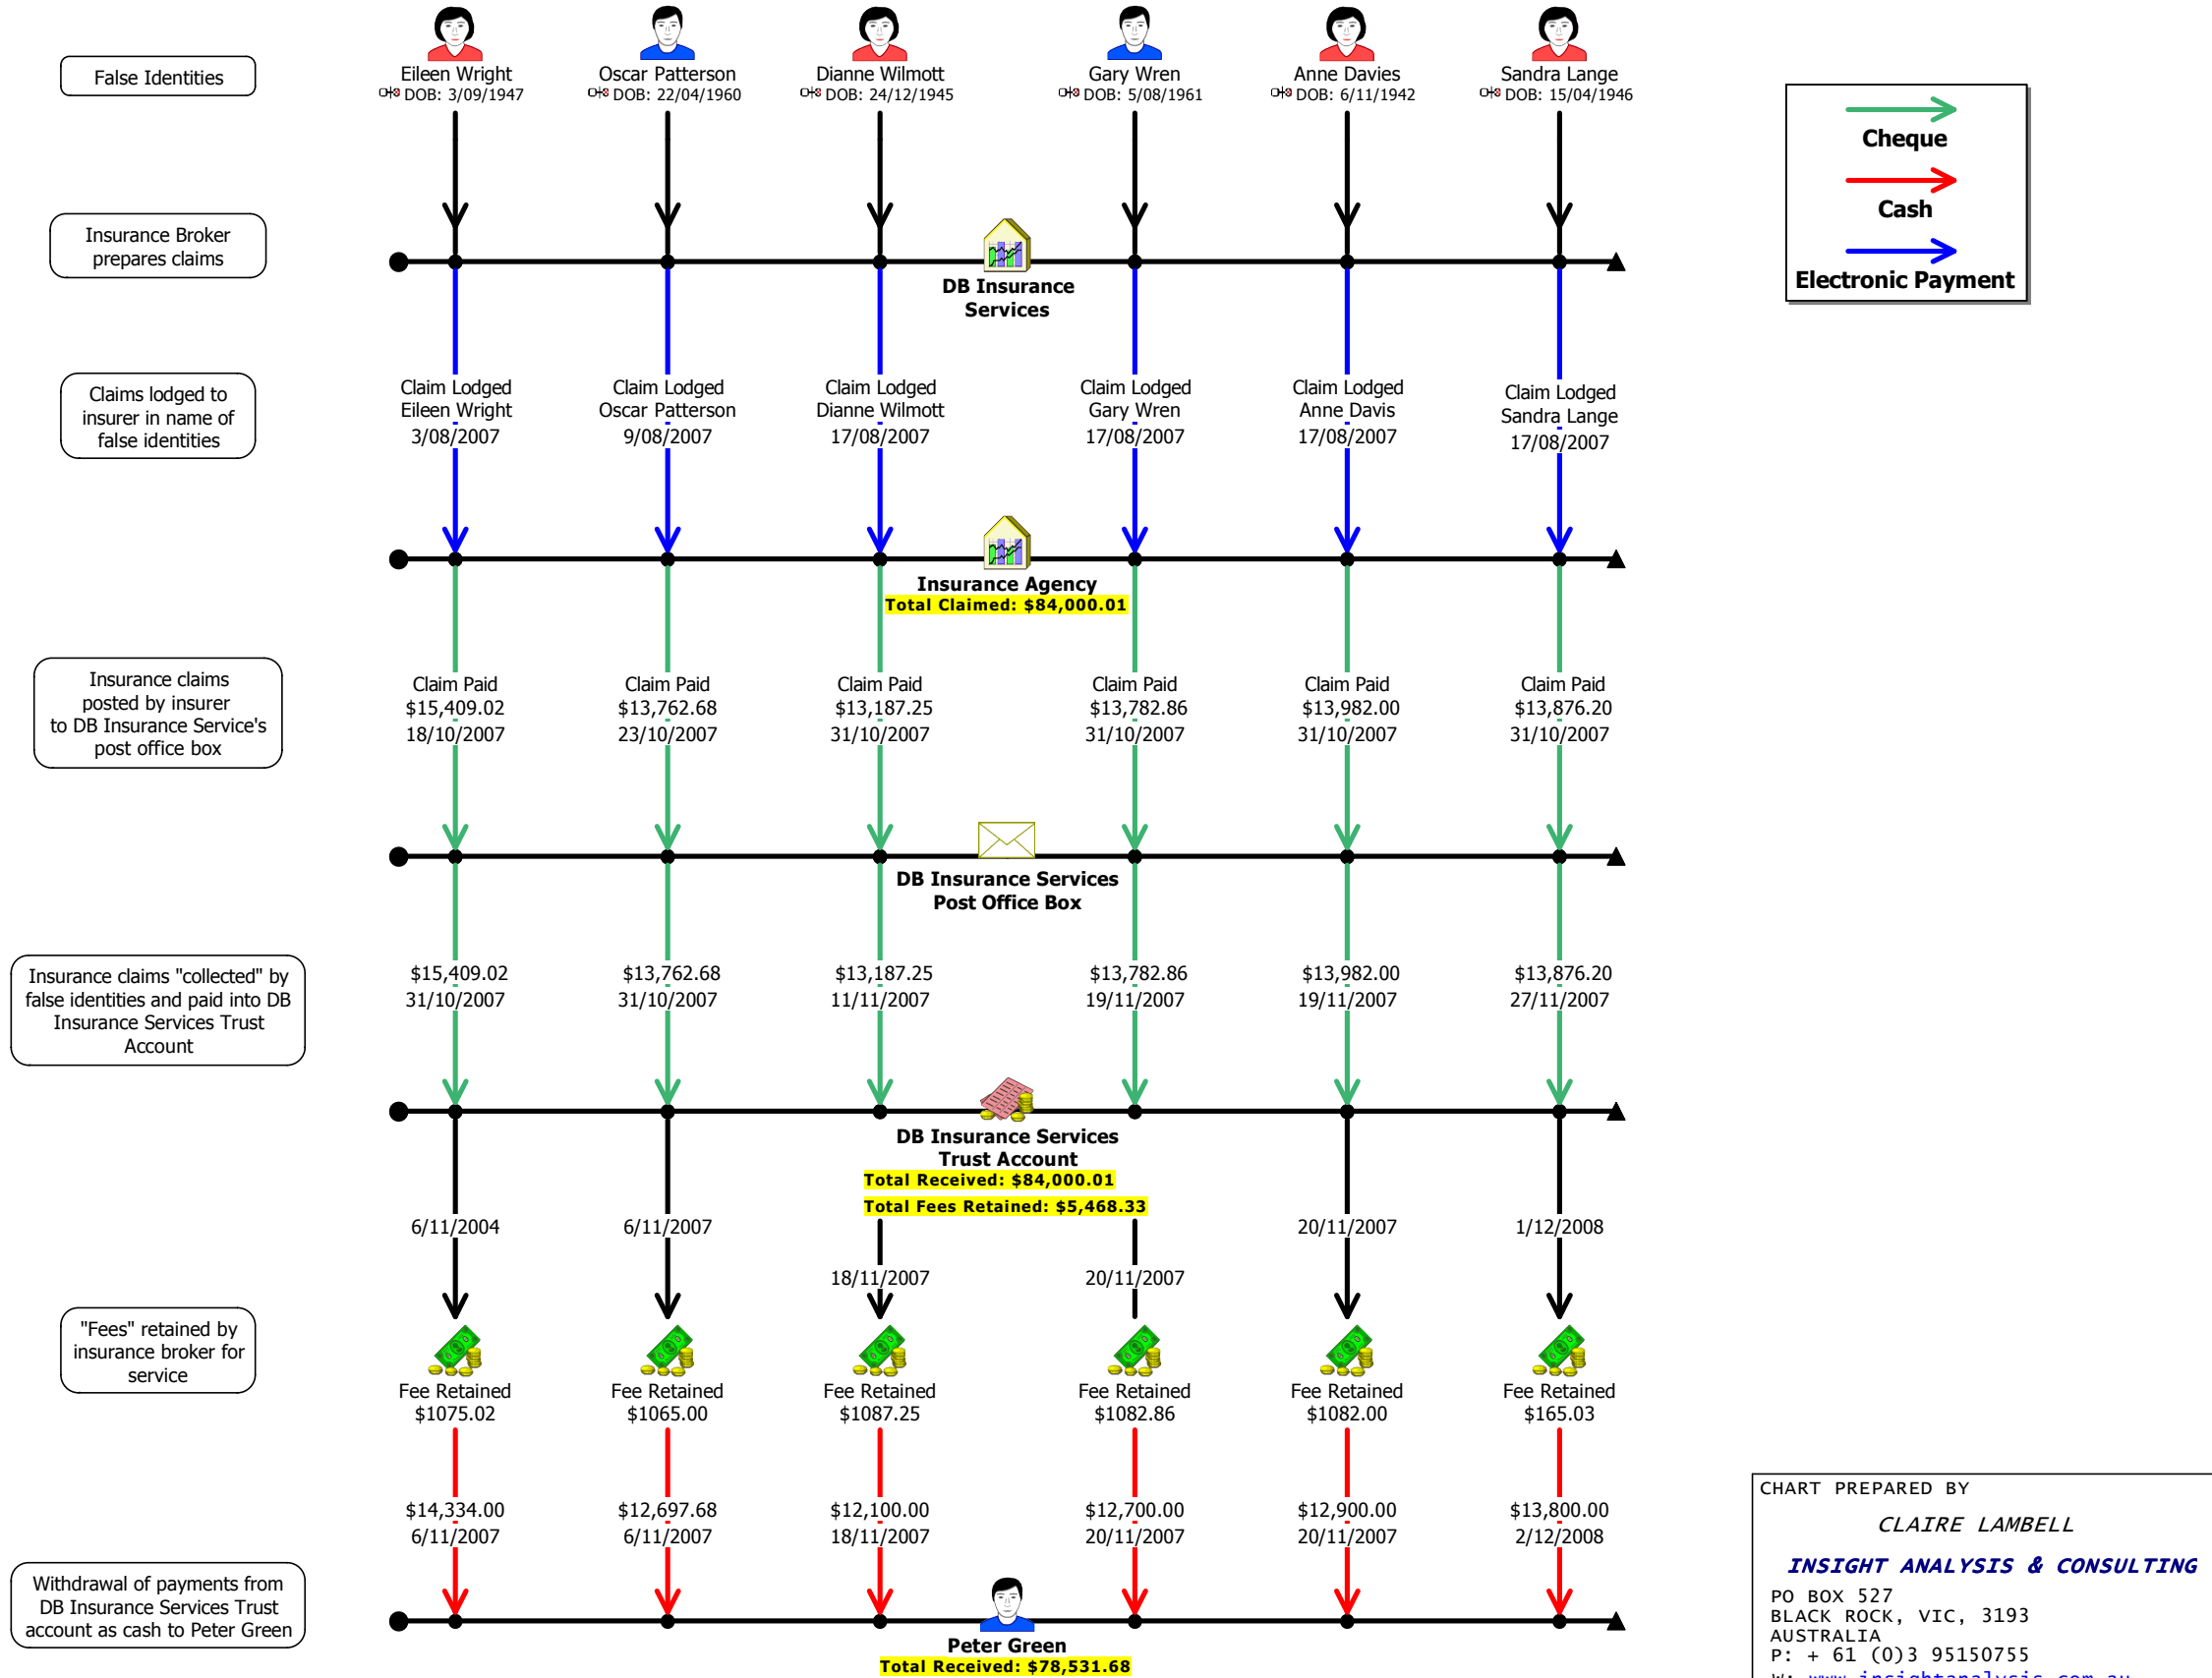 False Identities
Eileen Wright
DOB: 3/09/1947
Oscar Patterson
DOB: 22/04/1960
Dianne Wilmott
DOB: 24/12/1945
Gary Wren
DOB: 5/08/1961
Anne Davies
DOB: 6/11/1942
Sandra Lange
DOB: 15/04/1946
Cheque
Cash
Electronic Payment
Insurance Broker
prepares claims
DB Insurance
Services
Claims lodged to
insurer in name of
false identities
Claim Lodged
Eileen Wright
3/08/2007
Claim Lodged
Oscar Patterson
9/08/2007
Claim Lodged
Dianne Wilmott
17/08/2007
Claim Lodged
Gary Wren
17/08/2007
Claim Lodged
Anne Davis
17/08/2007
Claim Lodged
Sandra Lange
17/08/2007
Insurance Agency
Total Claimed: $84,000.01
Insurance claims
posted by insurer
to DB Insurance Service's
post office box
Claim Paid
$15,409.02
18/10/2007
Claim Paid
$13,762.68
23/10/2007
Claim Paid
$13,187.25
31/10/2007
Claim Paid
$13,782.86
31/10/2007
Claim Paid
$13,982.00
31/10/2007
Claim Paid
$13,876.20
31/10/2007
DB Insurance Services
Post Office Box
Insurance claims "collected" by
false identities and paid into DB
Insurance Services Trust
Account
$15,409.02
31/10/2007
$13,762.68
31/10/2007
$13,187.25
11/11/2007
$13,782.86
19/11/2007
$13,982.00
19/11/2007
$13,876.20
27/11/2007
DB Insurance Services
Trust Account
Total Received: $84,000.01
Total Fees Retained: $5,468.33
6/11/2004
6/11/2007
18/11/2007
20/11/2007
20/11/2007
1/12/2008
"Fees" retained by
insurance broker for
service
Fee Retained
$1075.02
Fee Retained
$1065.00
Fee Retained
$1087.25
Fee Retained
$1082.86
Fee Retained
$1082.00
Fee Retained
$165.03
$14,334.00
6/11/2007
$12,697.68
6/11/2007
$12,100.00
18/11/2007
$12,700.00
20/11/2007
$12,900.00
20/11/2007
$13,800.00
2/12/2008
Withdrawal of payments from
DB Insurance Services Trust
account as cash to Peter Green
Peter Green
Total Received: $78,531.68
CHART PREPARED BY
CLAIRE LAMBELL
INSIGHT ANALYSIS & CONSULTING
PO BOX 527
BLACK ROCK, VIC, 3193
AUSTRALIA
P: + 61 (0)3 95150755
W: www.insightanalysis.com.au